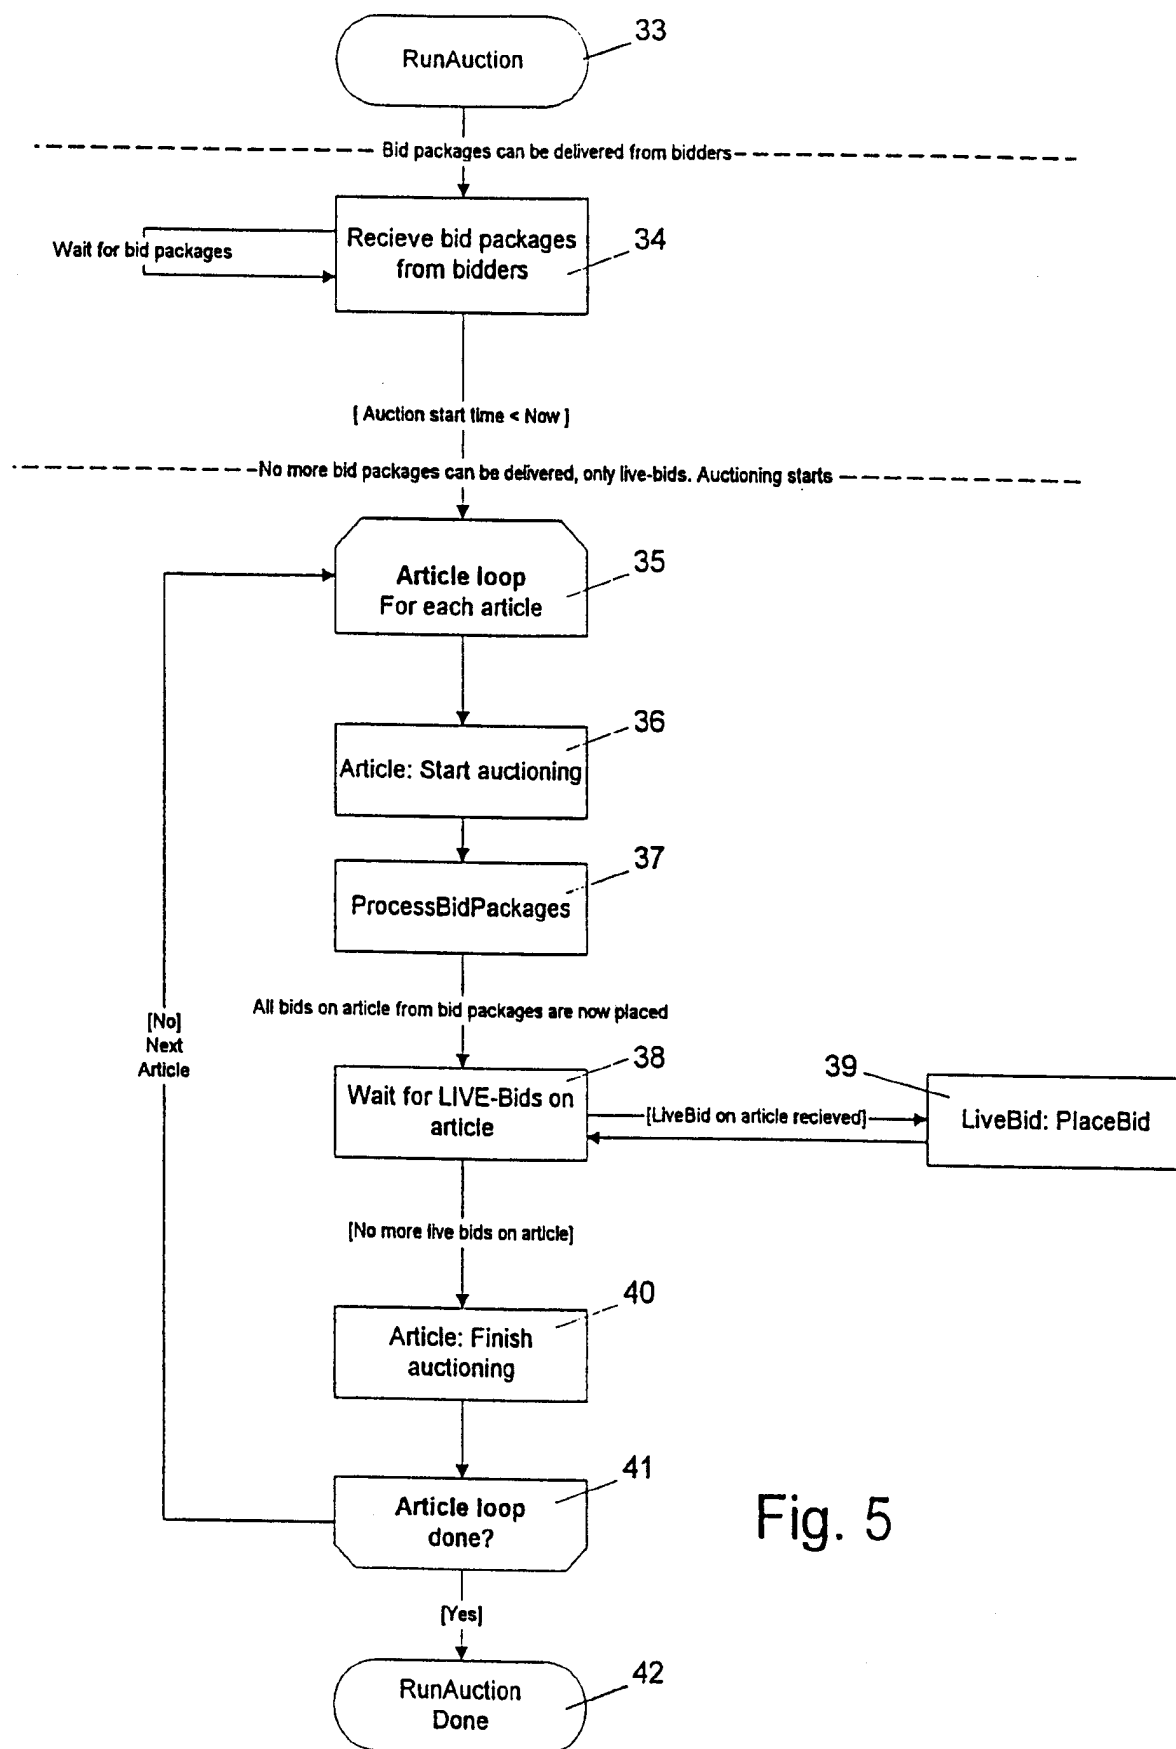 RunAuction
33
Bid packages can be delivered from bidders
Wait for bid packages
Recieve bid packages
from bidders
34
[ Auction start time < Now ]
No more bid packages can be delivered, only live-bids. Auctioning starts
Article loop
For each article
35
36
Article: Start auctioning
37
ProcessBidPackages
All bids on article from bid packages are now placed
[No]
Next
Article
38
Wait for LIVE-Bids on
article
[LiveBid on article recieved]
39
LiveBid: PlaceBid
[No more live bids on article]
40
Article: Finish
auctioning
41
Article loop
done?
Fig. 5
[Yes]
RunAuction
Done
42